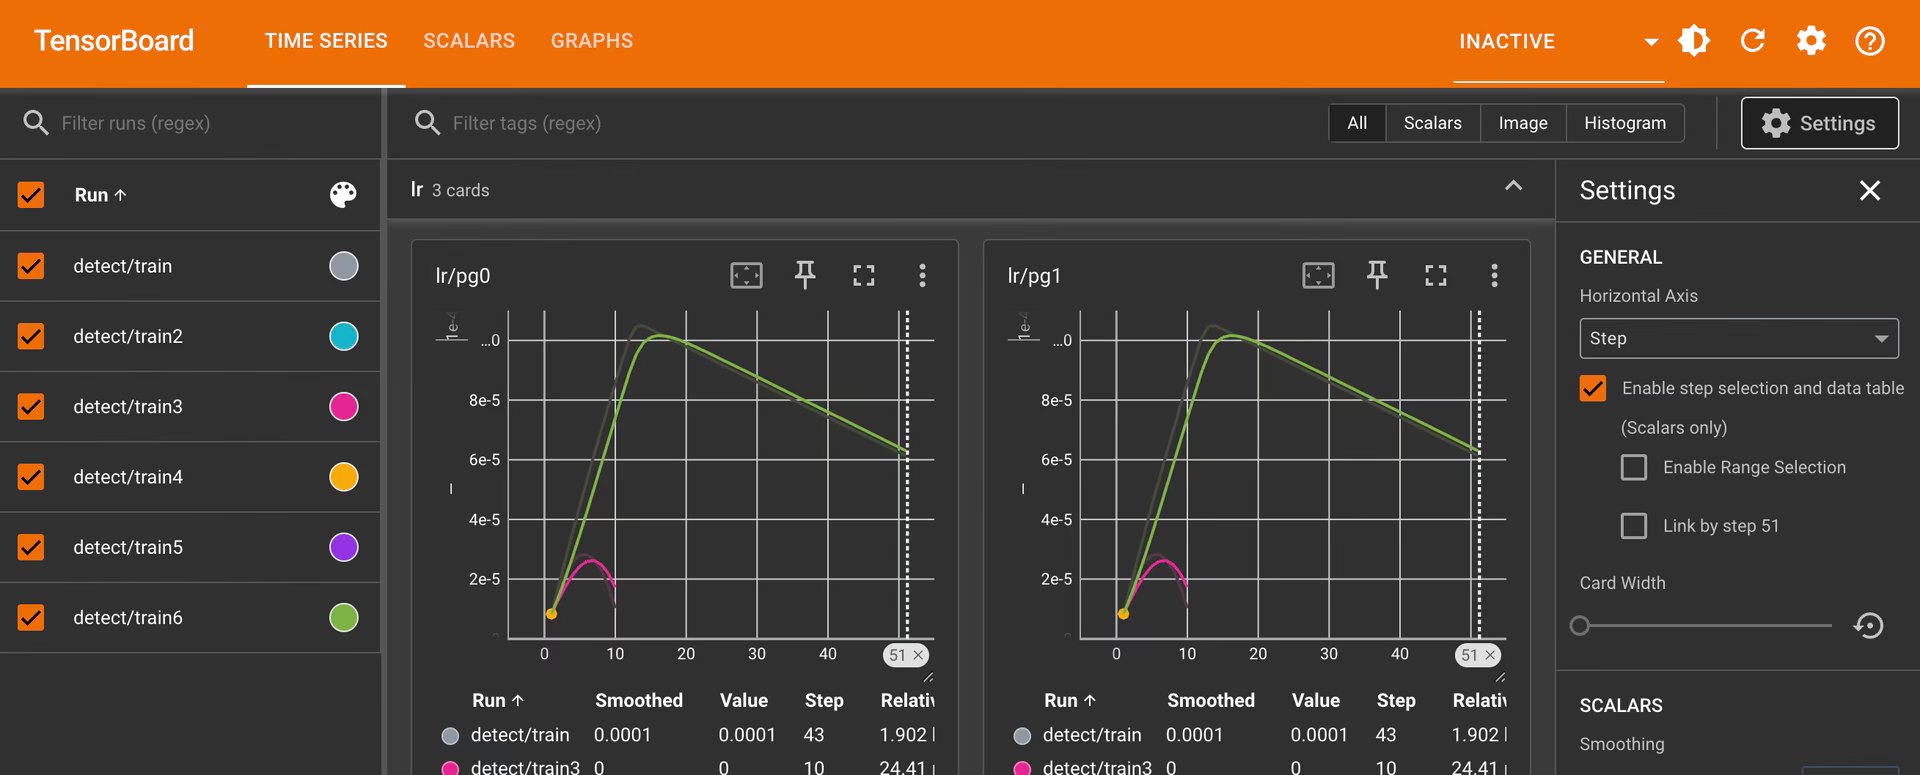 TensorBoard
TIME SERIES
SCALARS
GRAPHS
INACTIVE
Filter runs (regex)
Filter tags (regex)
All
Scalars
Image
Histogram
Settings
Run
detect/train
detect/train2
detect/train3
detect/train4
detect/train5
detect/train6
lr 3 cards
lr/pg0
...0
8e-5
6e-5
4e-5
2e-5
0 10 20 30 40 51
Run Smoothed Value Step
detect/train 0.0001 0.0001 43 1.902
detect/train3 0 0 10 24.41
lr/pg1
...0
8e-5
6e-5
4e-5
2e-5
0 10 20 30 40 51
Run Smoothed Value Step
detect/train 0.0001 0.0001 43 1.902
detect/train3 0 0 10 24.41
Settings
GENERAL
Horizontal Axis
Step
Enable step selection and data table
(Scalars only)
Enable Range Selection
Link by step 51
Card Width
SCALARS
Smoothing